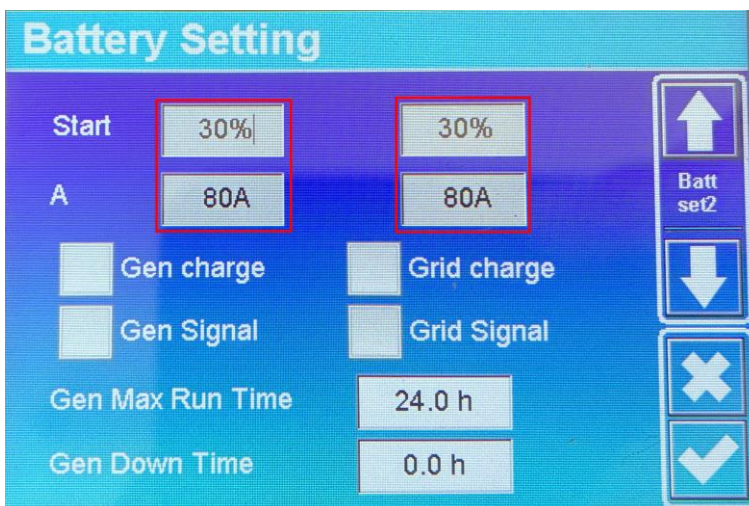 Battery Setting
Start 30% 30%
A 80A 80A
Batt
set2
Gen charge Grid charge
Gen Signal Grid Signal
Gen Max Run Time 24.0 h
Gen Down Time 0.0 h